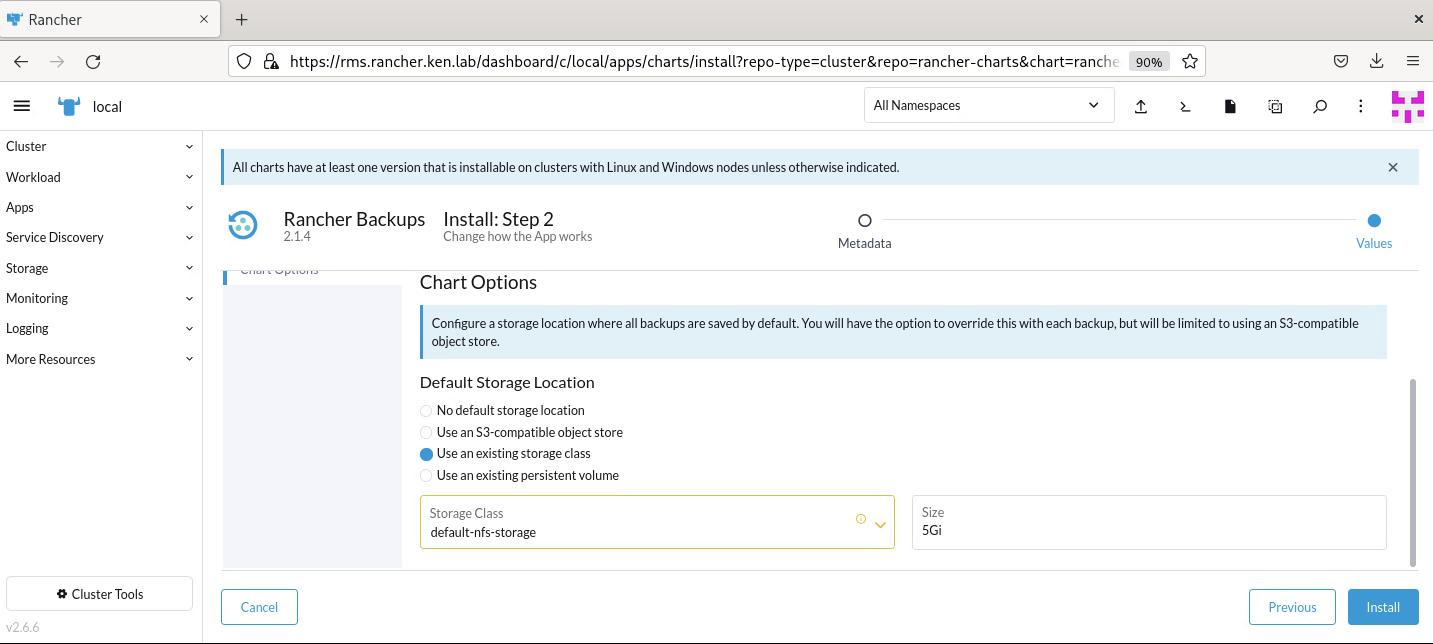 Rancher
https://rms.rancher.ken.lab/dashboard/c/local/apps/charts/install?repo-type=cluster&repo=rancher-charts&chart=ranche
90%
local
All Namespaces
Cluster
Workload
Apps
Service Discovery
Storage
Monitoring
Logging
More Resources
Cluster Tools
v2.6.6
All charts have at least one version that is installable on clusters with Linux and Windows nodes unless otherwise indicated.
Rancher Backups
2.1.4
Install: Step 2
Change how the App works
Metadata
Values
Chart Options
Chart Options
Configure a storage location where all backups are saved by default. You will have the option to override this with each backup, but will be limited to using an S3-compatible
object store.
Default Storage Location
No default storage location
Use an S3-compatible object store
Use an existing storage class
Use an existing persistent volume
Storage Class
default-nfs-storage
Size
5Gi
Cancel
Previous
Install